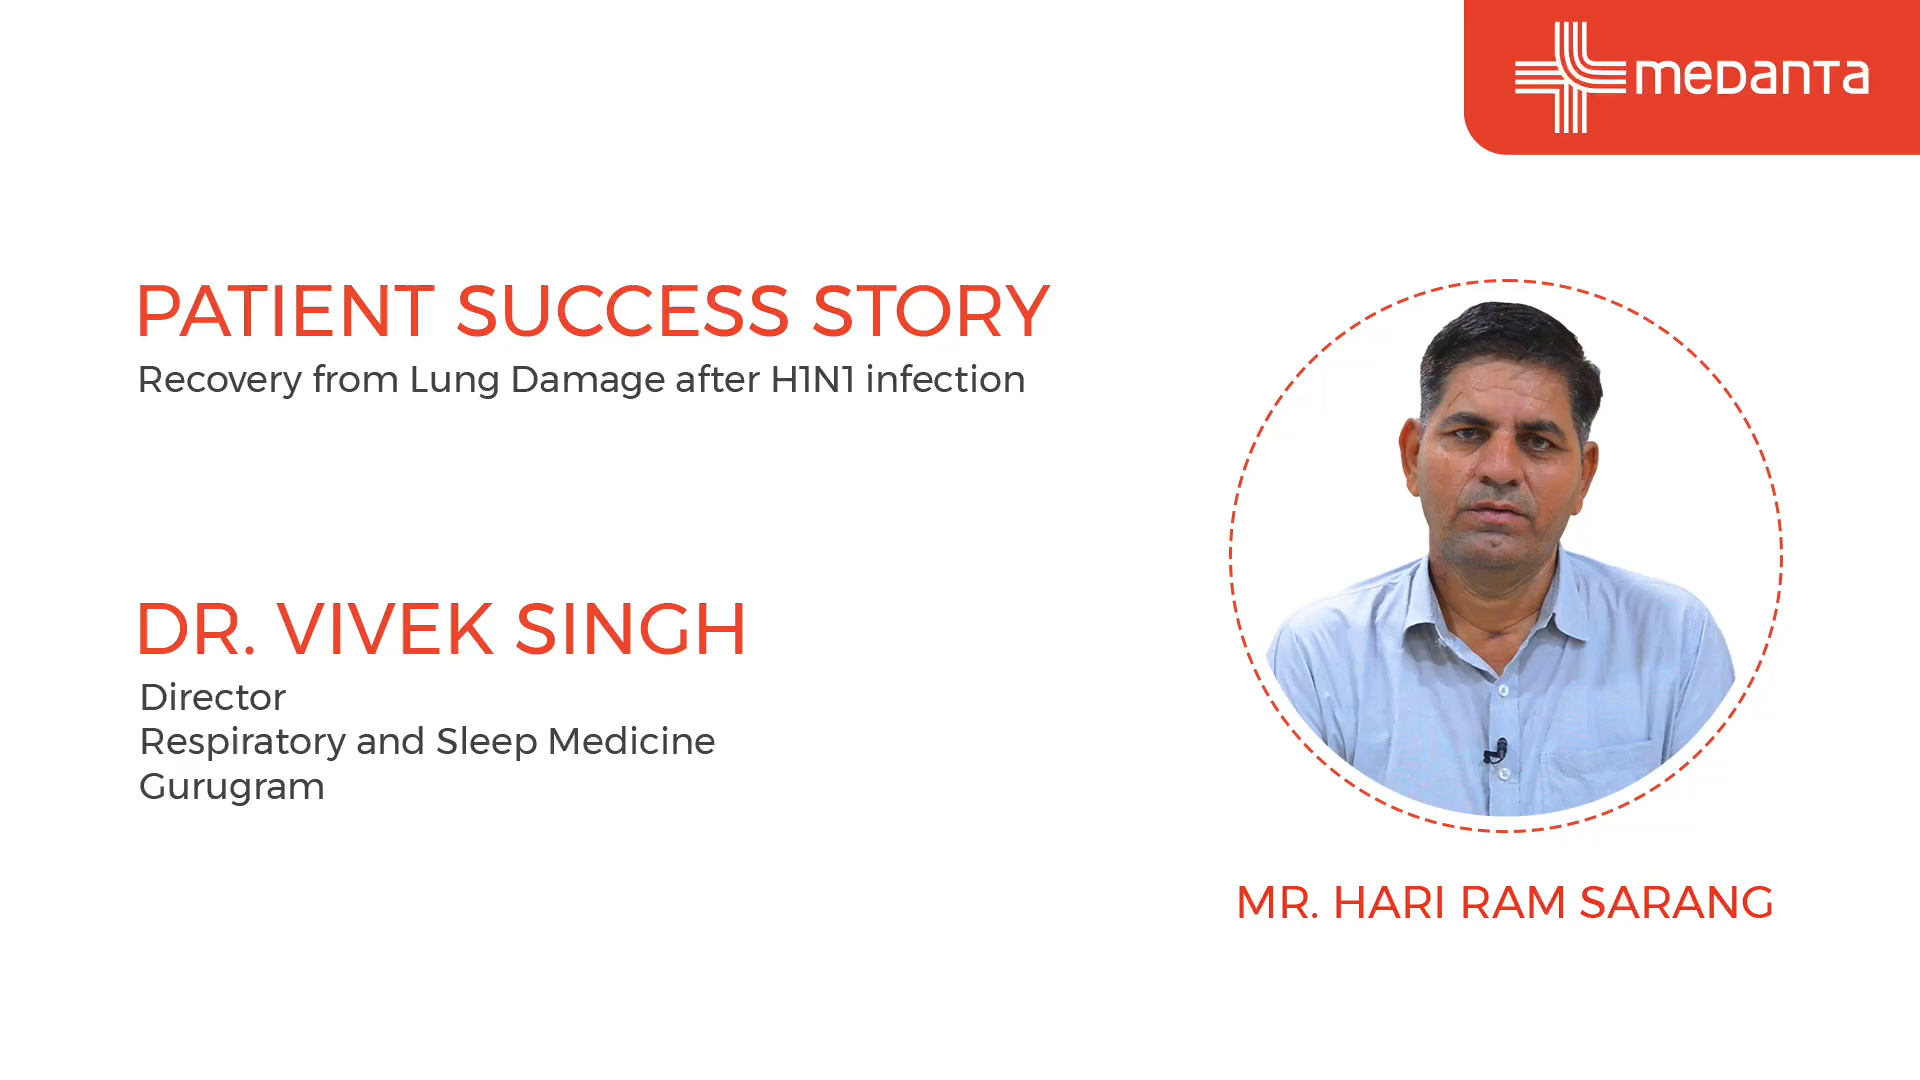 medanta
PATIENT SUCCESS STORY
Recovery from Lung Damage after H1N1 infection
DR. VIVEK SINGH
Director
Respiratory and Sleep Medicine
Gurugram
MR. HARI RAM SARANG